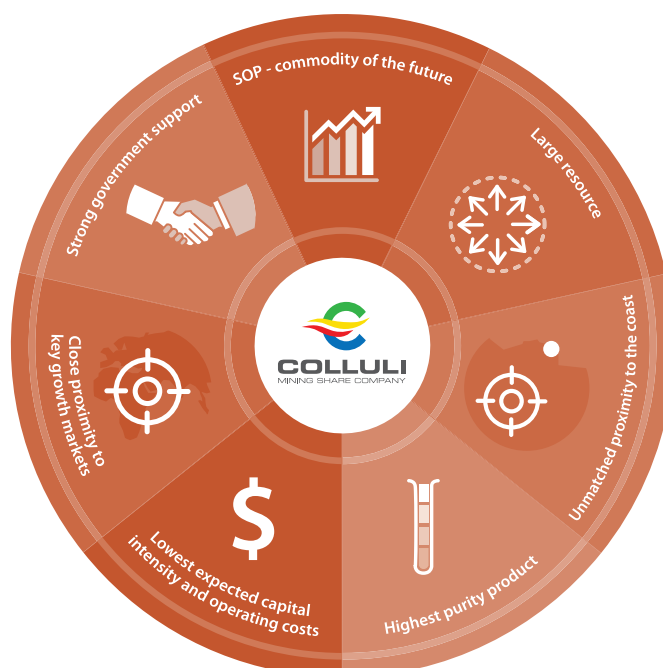 SOP - commodity of the future
Large resource
Unmatched proximity to the coast
Highest purity product
Lowest expected capital
intensity and operating costs
$
Close proximity to
key growth markets
Strong government support
COLLULI
MINING SHARE COMPANY